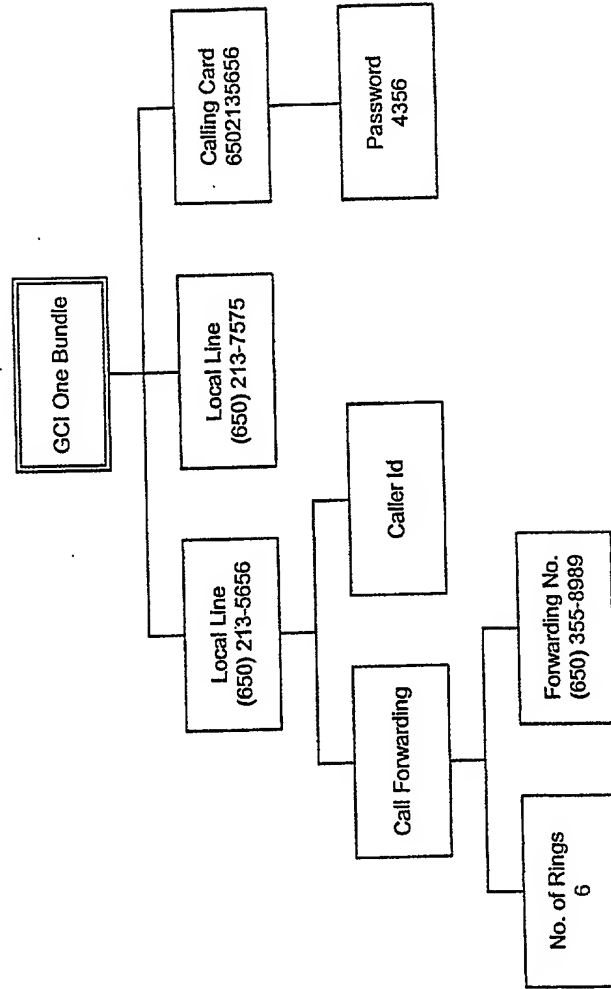 GCI One Bundle
Local Line
(650) 213-5656
Local Line
(650) 213-7575
Calling Card
6502135656
Call Forwarding
Caller Id
Password
4356
No. of Rings
6
Forwarding No.
(650) 355-8989